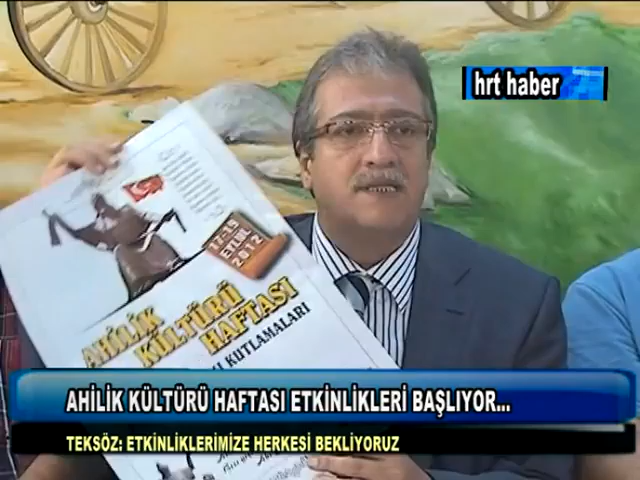 hrt haber
17-19
EYLÜL
2012
AHİLİK
KÜLTÜRÜ
HAFTASI
KUTLAMALARI
AHİLİK KÜLTÜRÜ HAFTASI ETKİNLİKLERİ BAŞLIYOR...
TEKSÖZ: ETKİNLİKLERİMİZE HERKESİ BEKLİYORUZ